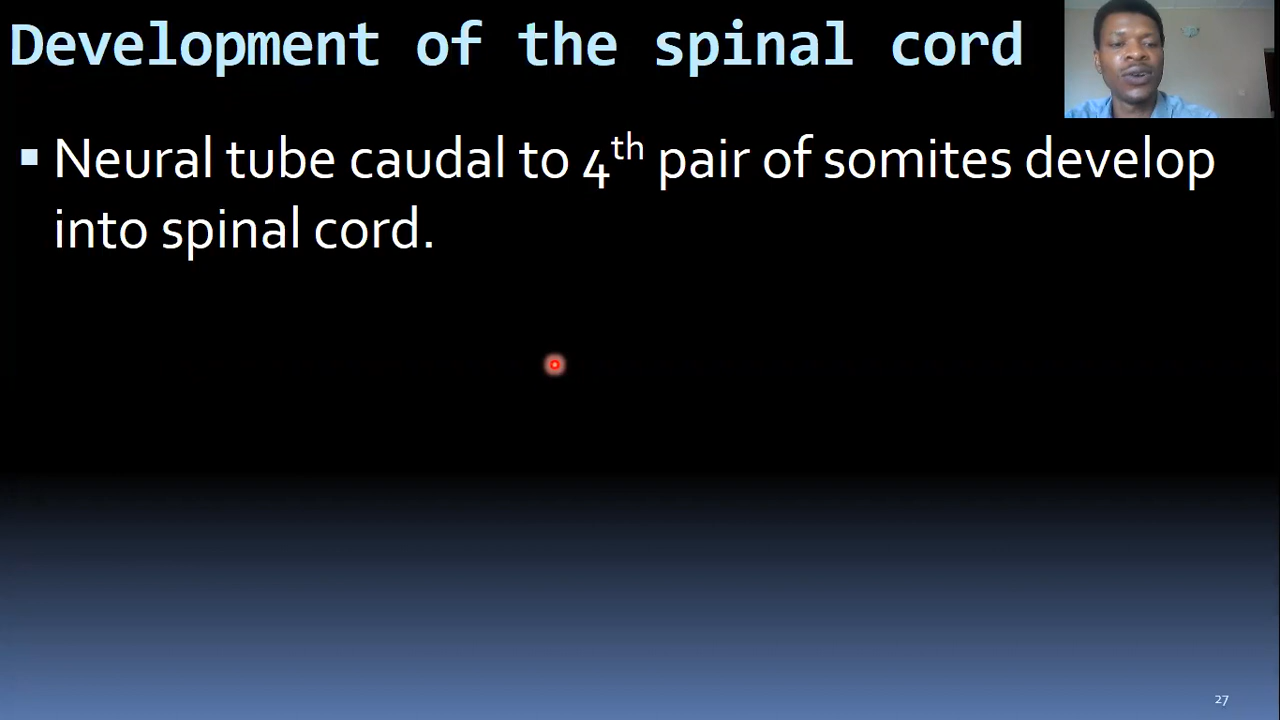 Development of the spinal cord
▪ Neural tube caudal to 4th pair of somites develop
into spinal cord.
27